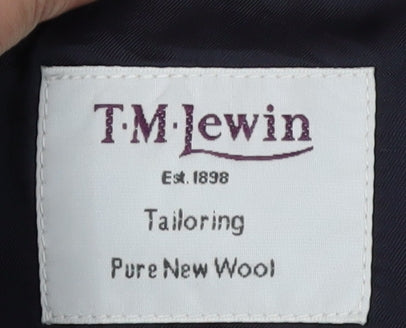 T·M·Lewin
Est. 1898
Tailoring
Pure New Wool